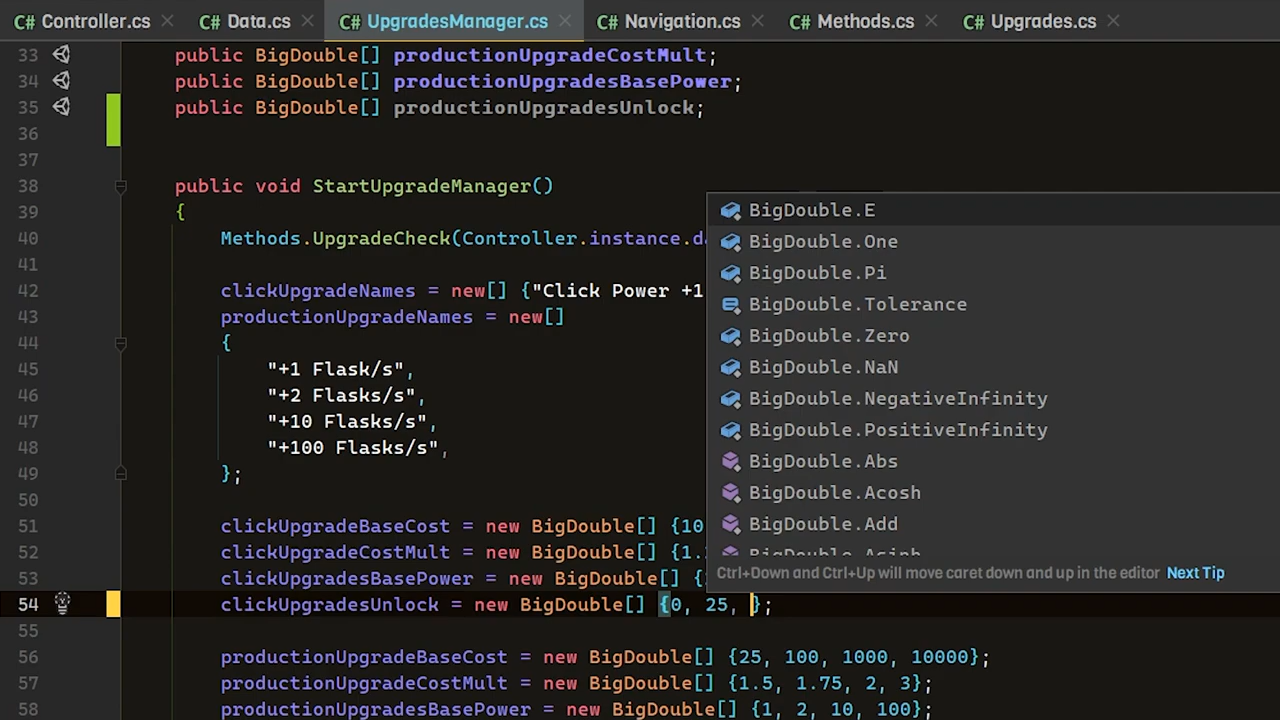 C# Controller.cs × C# Data.cs × C# UpgradesManager.cs × C# Navigation.cs × C# Methods.cs × C# Upgrades.cs ×
33 public BigDouble[] productionUpgradeCostMult;
34 public BigDouble[] productionUpgradesBasePower;
35 public BigDouble[] productionUpgradesUnlock;
36
37
38 public void StartUpgradeManager()
39 {
40 Methods.UpgradeCheck(Controller.instance.da
41
42 clickUpgradeNames = new[] {"Click Power +1
43 productionUpgradeNames = new[]
44 {
45 "+1 Flask/s",
46 "+2 Flasks/s",
47 "+10 Flasks/s",
48 "+100 Flasks/s",
49 };
50
51 clickUpgradeBaseCost = new BigDouble[] {10
52 clickUpgradeCostMult = new BigDouble[] {1.
53 clickUpgradesBasePower = new BigDouble[] {
54 clickUpgradesUnlock = new BigDouble[] {0, 25, };
55
56 productionUpgradeBaseCost = new BigDouble[] {25, 100, 1000, 10000};
57 productionUpgradeCostMult = new BigDouble[] {1.5, 1.75, 2, 3};
58 productionUpgradesBasePower = new BigDouble[] {1, 2, 10, 100};
BigDouble.E
BigDouble.One
BigDouble.Pi
BigDouble.Tolerance
BigDouble.Zero
BigDouble.NaN
BigDouble.NegativeInfinity
BigDouble.PositiveInfinity
BigDouble.Abs
BigDouble.Acosh
BigDouble.Add
BigDouble.Asinh
Ctrl+Down and Ctrl+Up will move caret down and up in the editor Next Tip